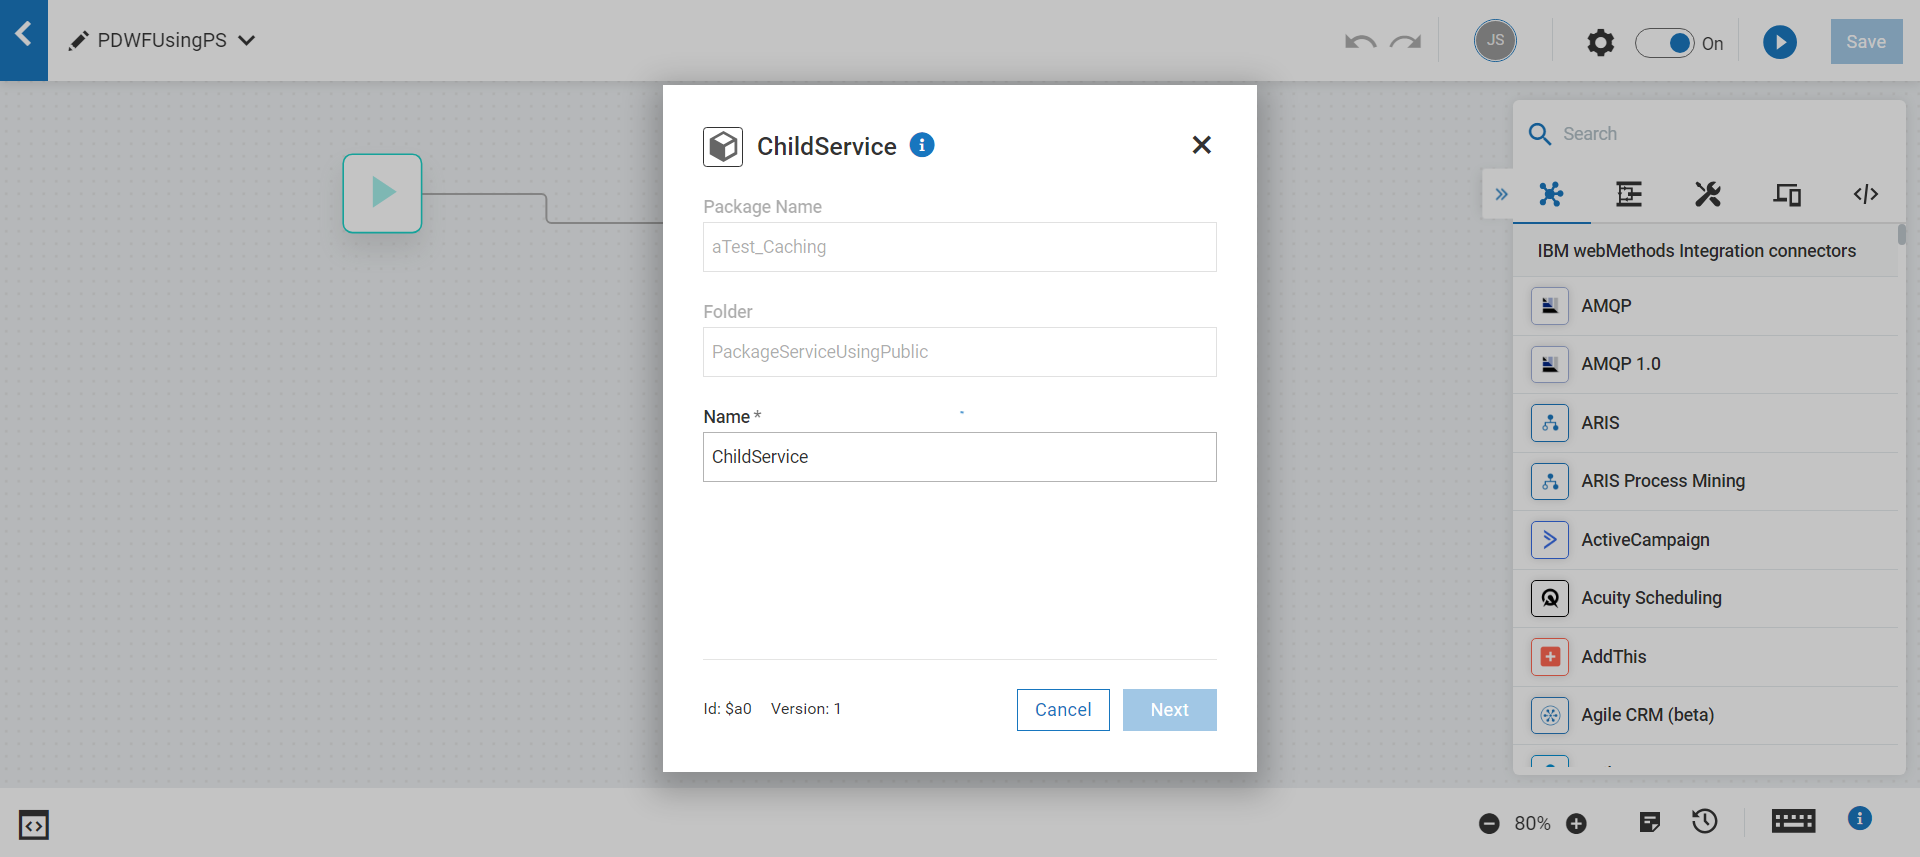 PDWFUsingPS
JS
On
Save
ChildService
Package Name
aTest_Caching
Folder
PackageServiceUsingPublic
Name *
ChildService
Id: $a0 Version: 1
Cancel
Next
Search
IBM webMethods Integration connectors
AMQP
AMQP 1.0
ARIS
ARIS Process Mining
ActiveCampaign
Acuity Scheduling
AddThis
Agile CRM (beta)
80%